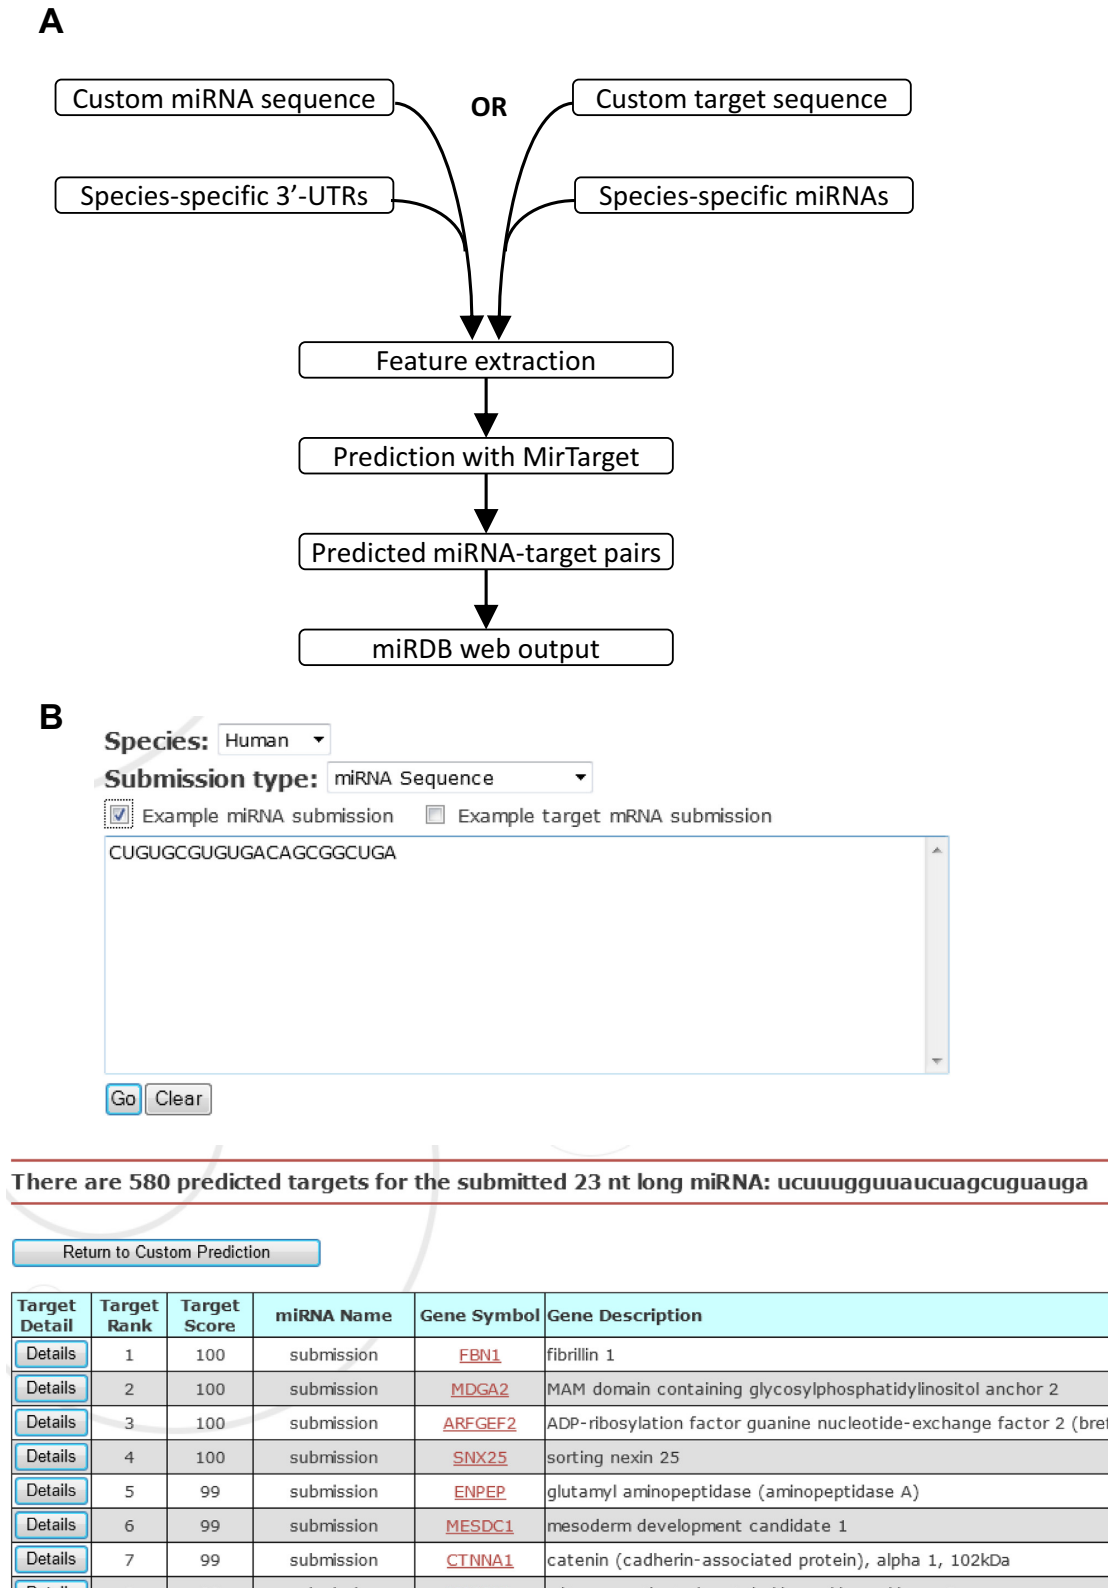 A
Custom miRNA sequence
OR
Custom target sequence
Species-specific 3’-UTRs
Species-specific miRNAs
Feature extraction
Prediction with MirTarget
Predicted miRNA-target pairs
miRDB web output
B
Species: Human
Submission type: miRNA Sequence
Example miRNA submission Example target mRNA submission
CUGUGCGUGUGACAGCGGCUGA
Go Clear
There are 580 predicted targets for the submitted 23 nt long miRNA: ucuuugguuaucuagcuguauga
Return to Custom Prediction
Target Detail Target Rank Target Score miRNA Name Gene Symbol Gene Description
Details 1 100 submission FBN1 fibrillin 1
Details 2 100 submission MDGA2 MAM domain containing glycosylphosphatidylinositol anchor 2
Details 3 100 submission ARFGEF2 ADP-ribosylation factor guanine nucleotide-exchange factor 2 (bref
Details 4 100 submission SNX25 sorting nexin 25
Details 5 99 submission ENPEP glutamyl aminopeptidase (aminopeptidase A)
Details 6 99 submission MESDC1 mesoderm development candidate 1
Details 7 99 submission CTNNA1 catenin (cadherin-associated protein), alpha 1, 102kDa